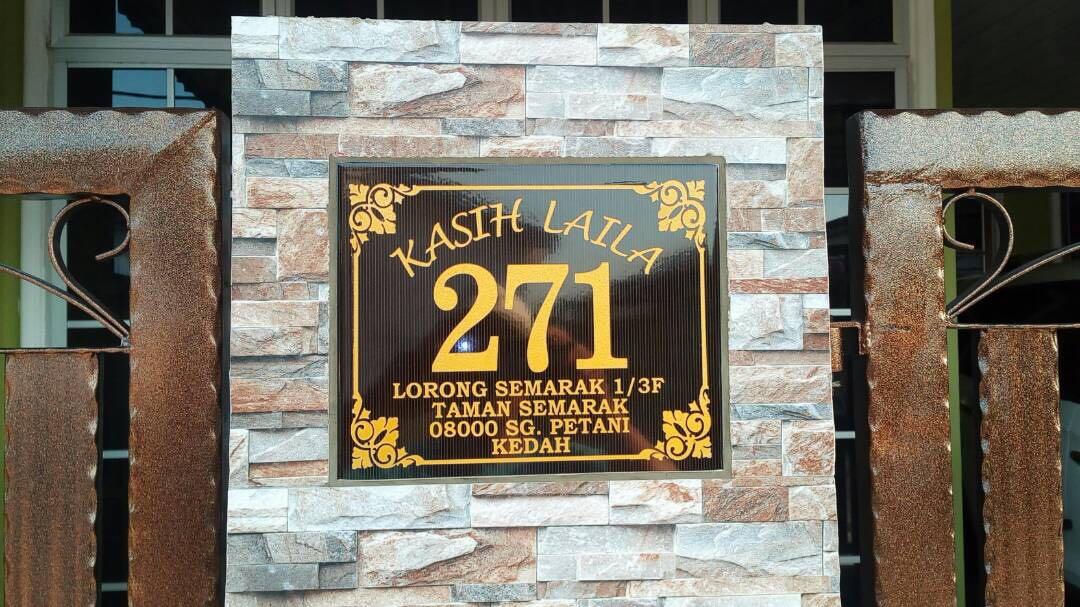 KASIH LAILA
271
LORONG SEMARAK 1/3F
TAMAN SEMARAK
08000 SG. PETANI
KEDAH